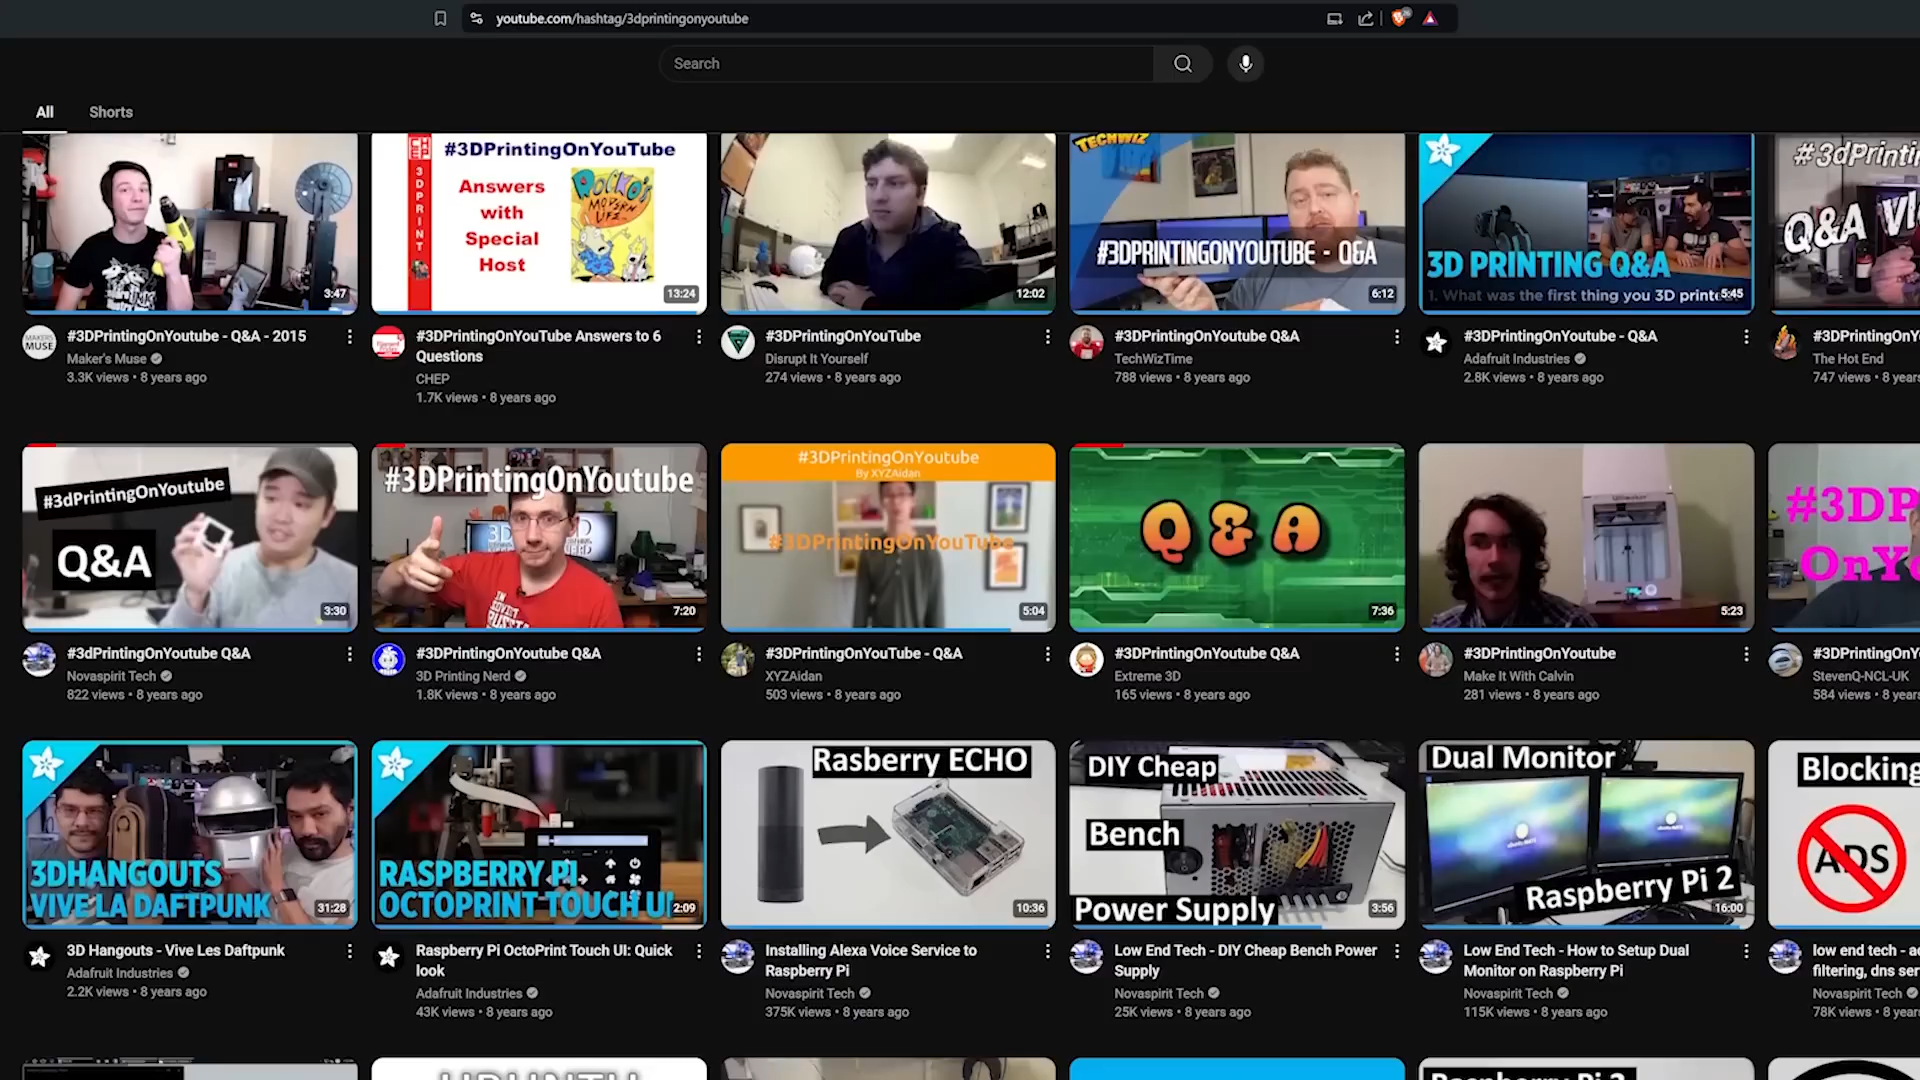 youtube.com/hashtag/3dprintingonyoutube
Search
All
Shorts
3:47
#3DPrintingOnYoutube - Q&A - 2015
Maker's Muse
3.3K views • 8 years ago
CHEP
3DPRINT
#3DPrintingOnYouTube
Answers
with
Special
Host
ROCKO'S
MODERN
LIFE
13:24
#3DPrintingOnYouTube Answers to 6
Questions
CHEP
1.7K views • 8 years ago
12:02
#3DPrintingOnYouTube
Disrupt It Yourself
274 views • 8 years ago
TECHWIZ
#3DPRINTINGONYOUTUBE - Q&A
6:12
#3DPrintingOnYoutube Q&A
TechWizTime
788 views • 8 years ago
3D PRINTING Q&A
1. What was the first thing you 3D printe
5:45
#3DPrintingOnYoutube - Q&A
Adafruit Industries
2.8K views • 8 years ago
#3dPrinti
Q&A Vl
#3DPrintingOnY
The Hot End
747 views • 8 years
#3dPrintingOnYoutube
Q&A
3:30
#3dPrintingOnYoutube Q&A
Novaspirit Tech
822 views • 8 years ago
#3DPrintingOnYoutube
7:20
#3DPrintingOnYoutube Q&A
3D Printing Nerd
1.8K views • 8 years ago
#3DPrintingOnYoutube
By XYZAidan
#3DPrintingOnYouTube
5:04
#3DPrintingOnYouTube - Q&A
XYZAidan
503 views • 8 years ago
Q & A
7:36
#3DPrintingOnYoutube Q&A
Extreme 3D
165 views • 8 years ago
5:23
#3DPrintingOnYoutube
Make It With Calvin
281 views • 8 years ago
#3DP
OnYo
#3DPrintingOnYo
StevenQ-NCL-UK
584 views • 8 years
3DHANGOUTS
VIVE LA DAFTPUNK
31:28
3D Hangouts - Vive Les Daftpunk
Adafruit Industries
2.2K views • 8 years ago
RASPBERRY PI
OCTOPRINT TOUCH UI
2:09
Raspberry Pi OctoPrint Touch UI: Quick
look
Adafruit Industries
43K views • 8 years ago
Rasberry ECHO
10:36
Installing Alexa Voice Service to
Raspberry Pi
Novaspirit Tech
375K views • 8 years ago
DIY Cheap
Bench
Power Supply
3:56
Low End Tech - DIY Cheap Bench Power
Supply
Novaspirit Tech
25K views • 8 years ago
Dual Monitor
Raspberry Pi 2
16:00
Low End Tech - How to Setup Dual
Monitor on Raspberry Pi
Novaspirit Tech
115K views • 8 years ago
Blocking
ADS
low end tech - ad
filtering, dns ser
Novaspirit Tech
78K views • 8 years